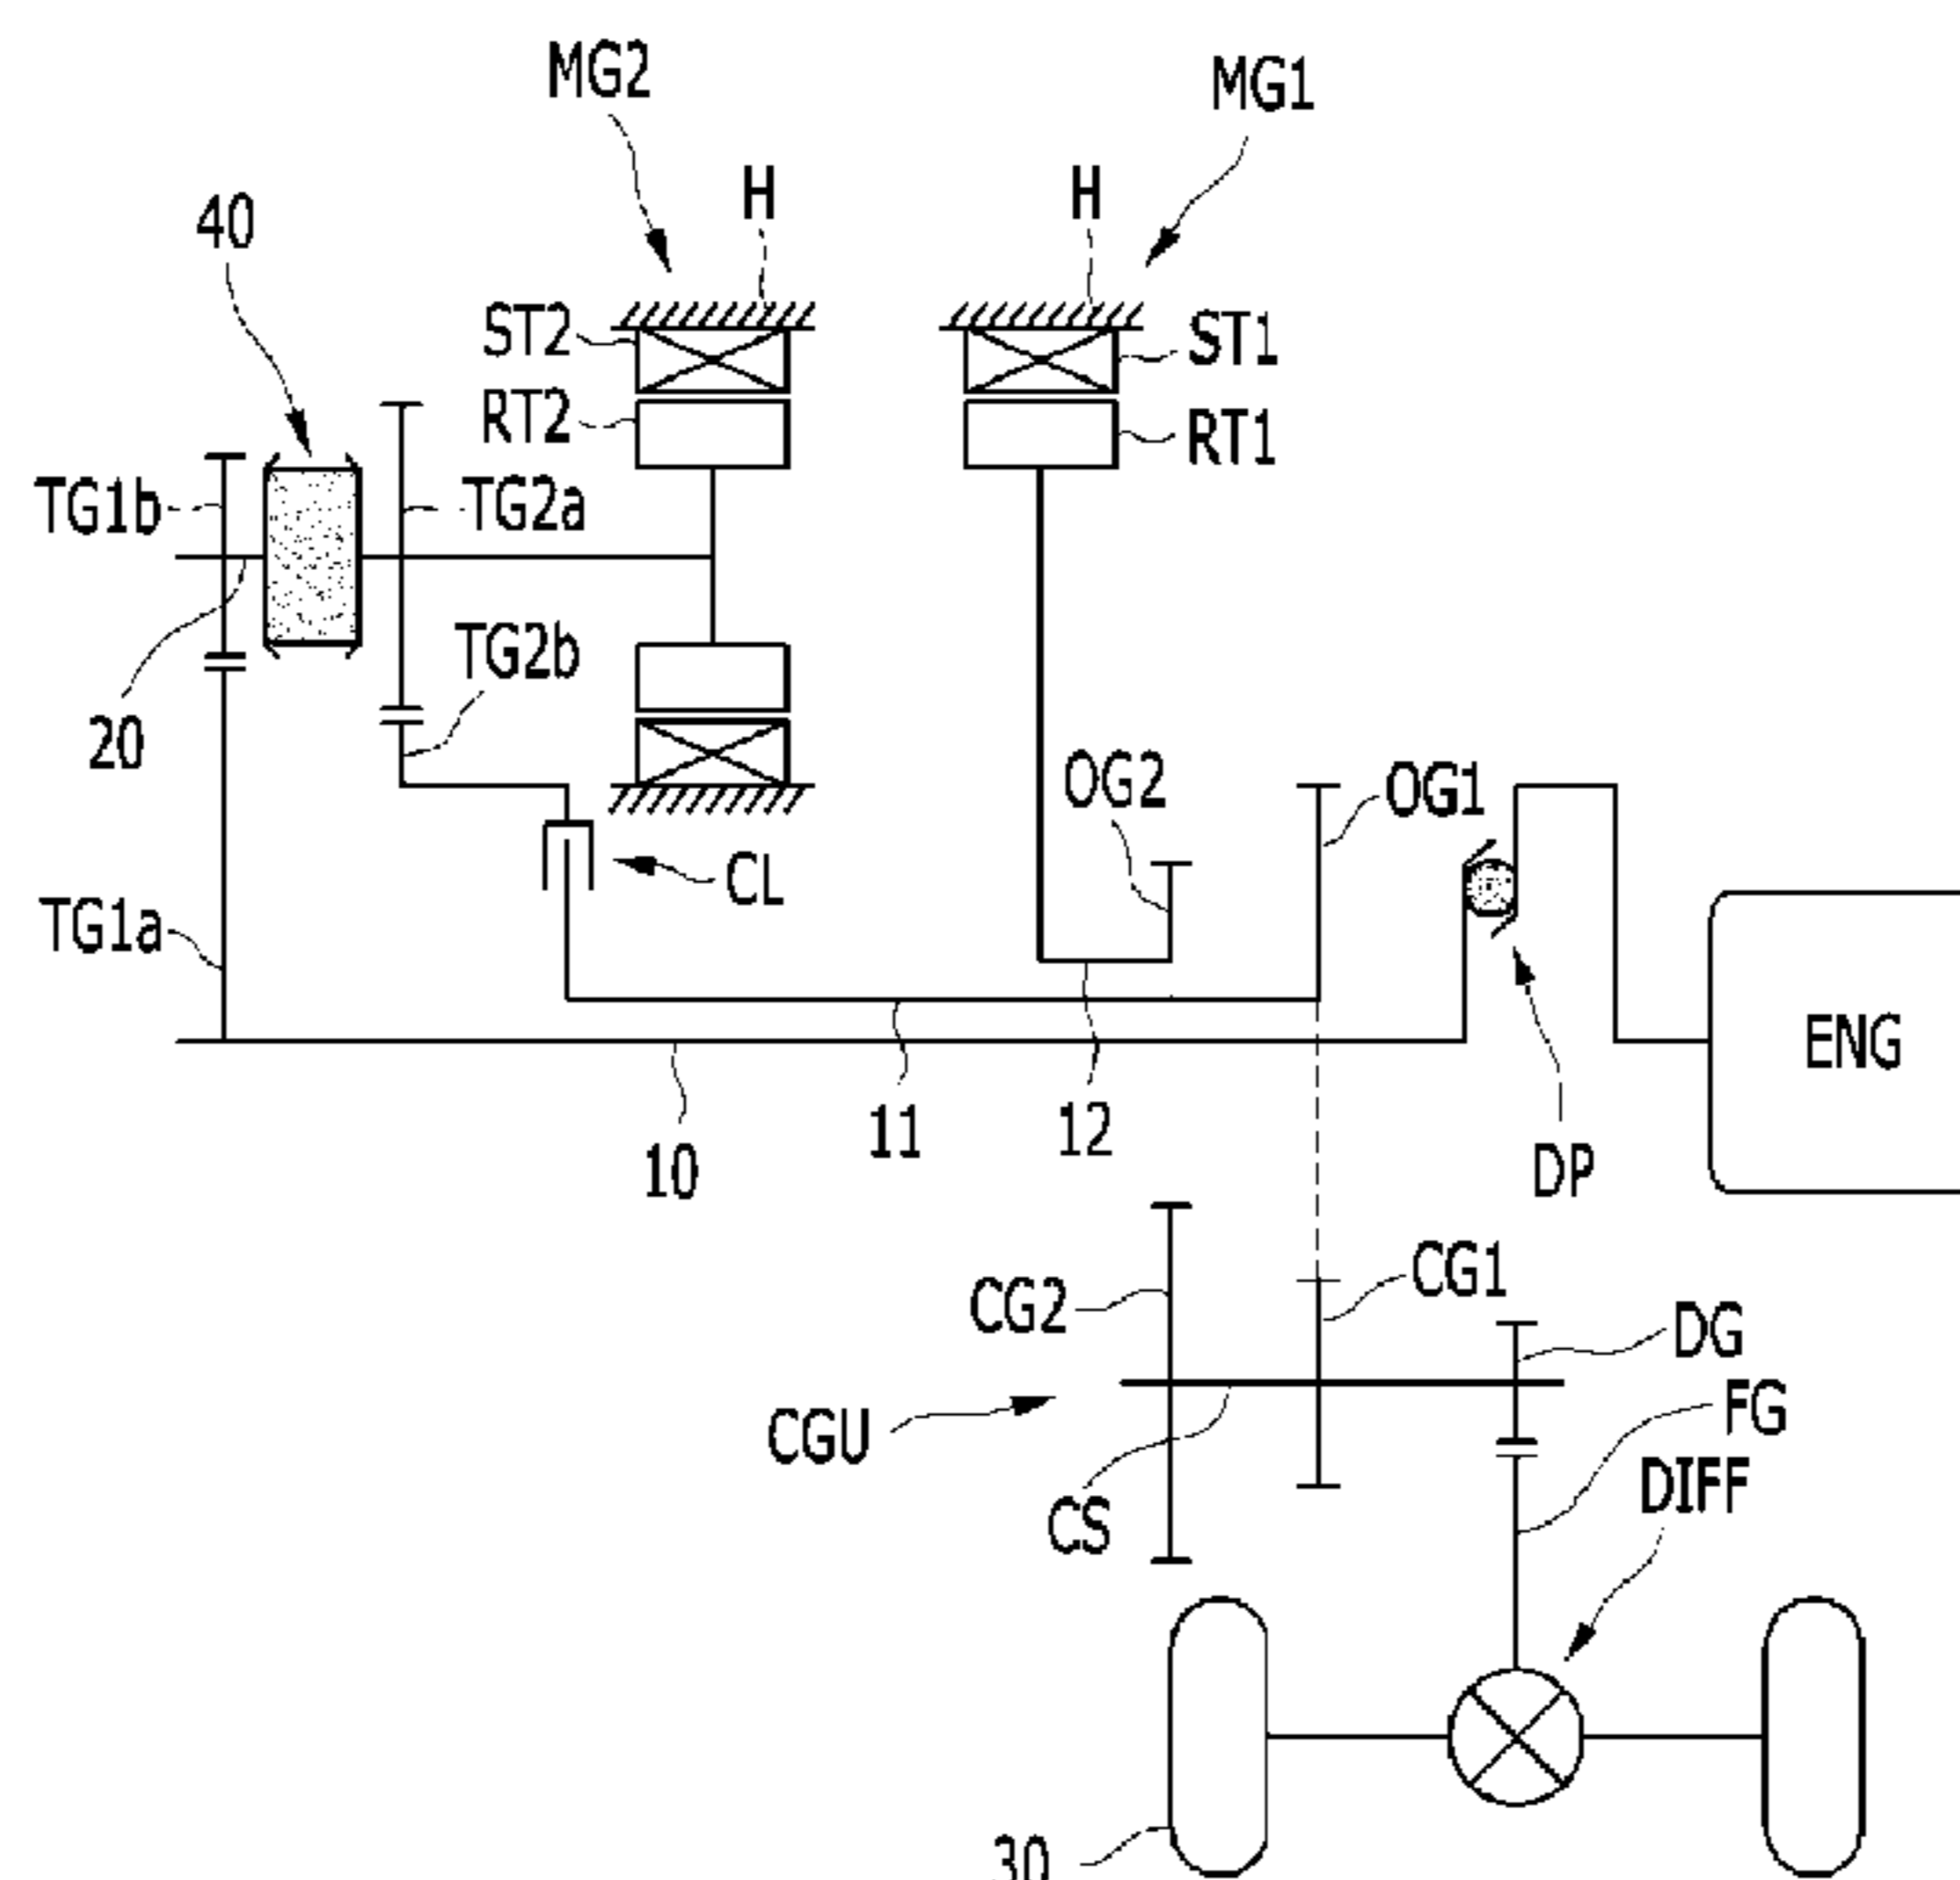 MG2
MG1
H
H
40
ST2
ST1
RT2
RT1
TG1b
TG2a
TG2b
20
OG2
OG1
CL
TG1a
ENG
11
12
10
DP
CG2
CG1
DG
FG
CGU
DIFF
CS
30